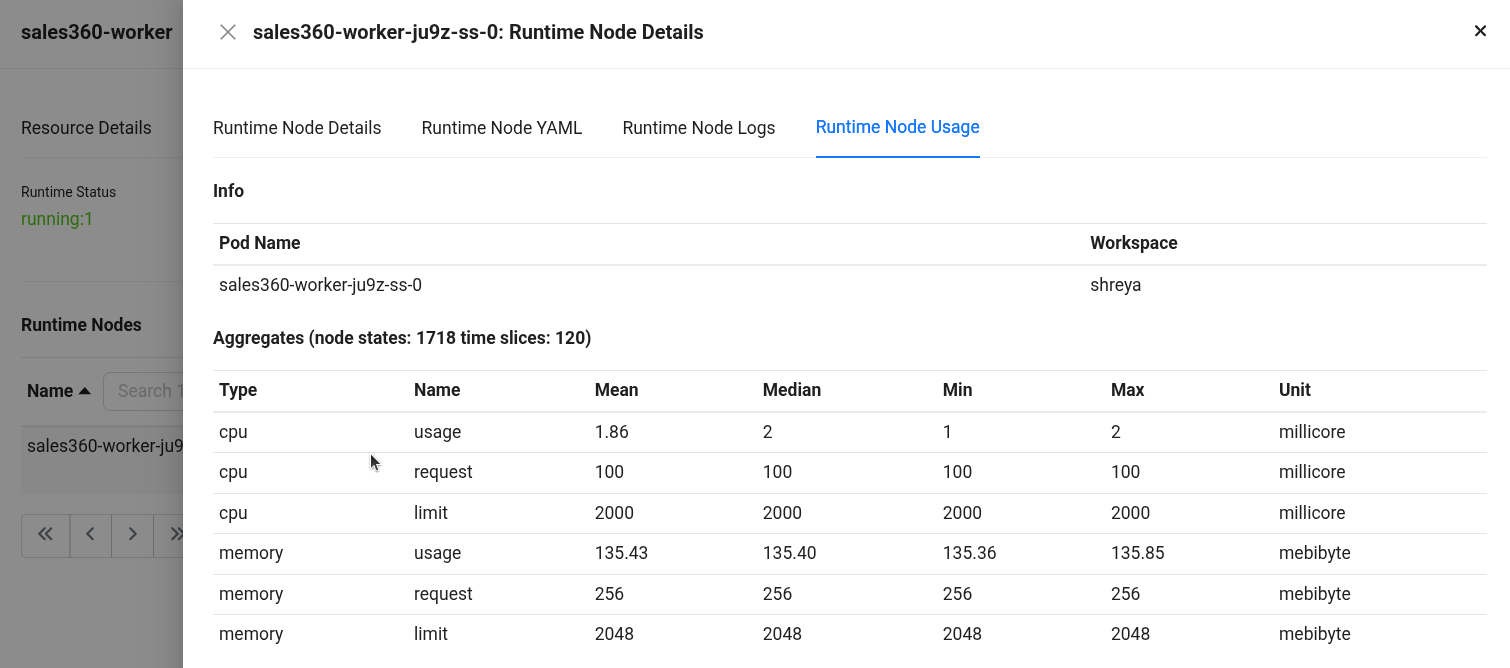 sales360-worker
sales360-worker-ju9z-ss-0: Runtime Node Details
Resource Details
Runtime Status
running:1
Runtime Nodes
Name Search 1
sales360-worker-ju9
Runtime Node Details Runtime Node YAML Runtime Node Logs Runtime Node Usage
Info
Pod Name Workspace
sales360-worker-ju9z-ss-0 shreya
Aggregates (node states: 1718 time slices: 120)
Type Name Mean Median Min Max Unit
cpu usage 1.86 2 1 2 millicore
cpu request 100 100 100 100 millicore
cpu limit 2000 2000 2000 2000 millicore
memory usage 135.43 135.40 135.36 135.85 mebibyte
memory request 256 256 256 256 mebibyte
memory limit 2048 2048 2048 2048 mebibyte